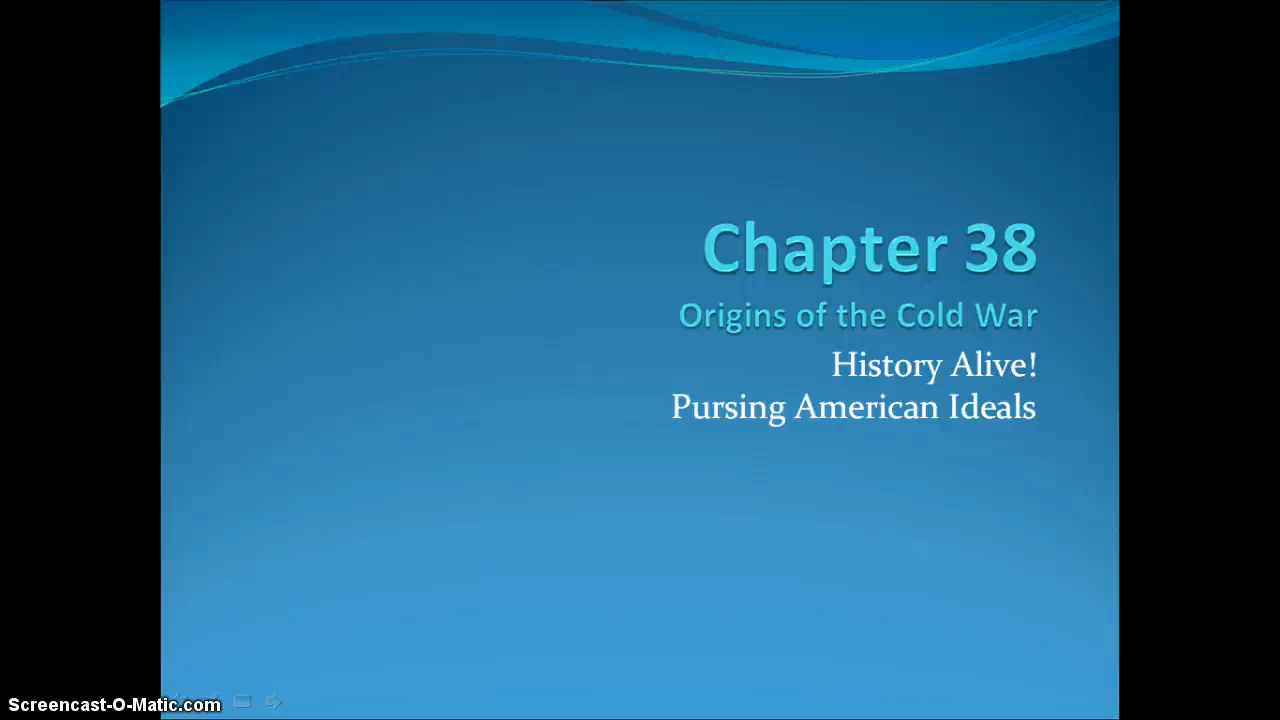 Chapter 38
Origins of the Cold War
History Alive!
Pursing American Ideals
Screencast-O-Matic.com